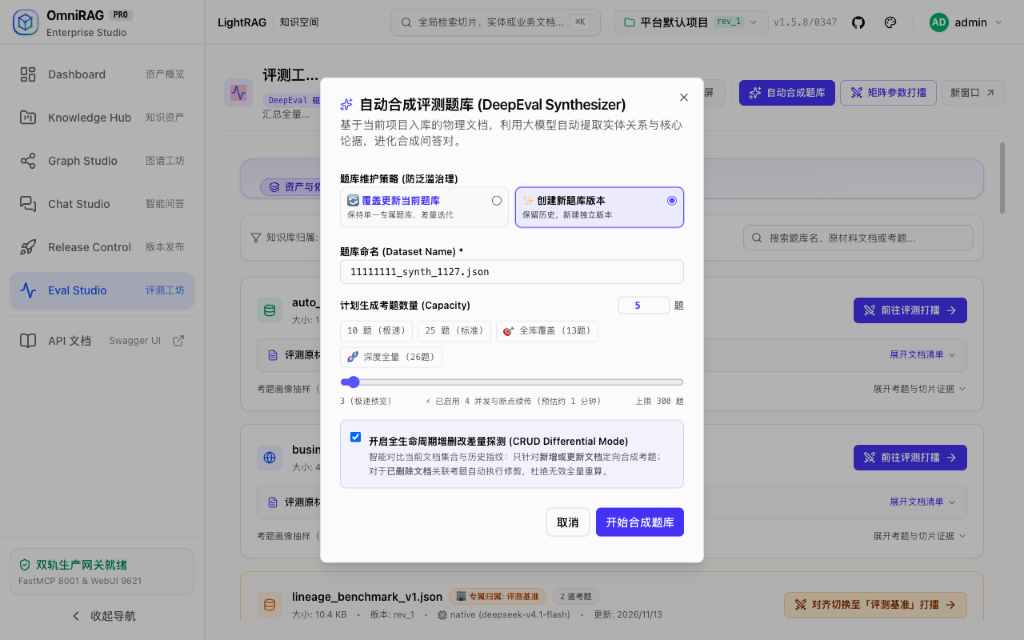 OmniRAG PRO
Enterprise Studio
LightRAG 知识空间
全局检索切片、实体或业务文档... ⌘K
平台默认项目 rev_1
v1.5.8/0347
AD admin
Dashboard 资产概览
Knowledge Hub 知识资产
Graph Studio 图谱工坊
Chat Studio 智能问答
Release Control 版本发布
Eval Studio 评测工坊
API 文档 Swagger UI
双轨生产网关就绪
FastMCP 8001 & WebUI 9621
收起导航
评测工...
DeepEval 驱
汇总全量...
屏
自动合成题库
矩阵参数打擂
新窗口 ↗
资产与
知识库归属:
搜索题库名、原材料文档或考题...
auto_
大小: 1
前往评测打擂 →
评测原材
展开文档清单
考题画像抽样
展开考题与切片证据
busin
大小: 4
前往评测打擂 →
评测原材
展开文档清单
考题画像抽样
展开考题与切片证据
lineage_benchmark_v1.json 专属归属: 评测基准 2 道考题
大小: 10.4 KB • 版本: rev_1 • native (deepseek-v4.1-flash) • 更新: 2026/11/13
对齐切换至「评测基准」打擂 →
自动合成评测题库 (DeepEval Synthesizer)
基于当前项目入库的物理文档，利用大模型自动提取实体关系与核心
论据，进化合成问答对。
题库维护策略 (防泛滥治理)
覆盖更新当前题库
保持单一专属题库，差量迭代
✨ 创建新题库版本
保留历史，新建独立版本
题库命名 (Dataset Name) *
11111111_synth_1127.json
计划生成考题数量 (Capacity)
5 题
10 题 (极速)
25 题 (标准)
🎯 全库覆盖 (13题)
🧬 深度全量 (26题)
3 (极速预览)
⚡ 已启用 4 并发与断点续传 (预估约 1 分钟)
上限 300 题
开启全生命周期增删改差量探测 (CRUD Differential Mode)
智能对比当前文档集合与历史指纹：只针对新增或更新文档定向合成考题；
对于已删除文档关联考题自动执行修剪，杜绝无效全量重算。
取消
开始合成题库